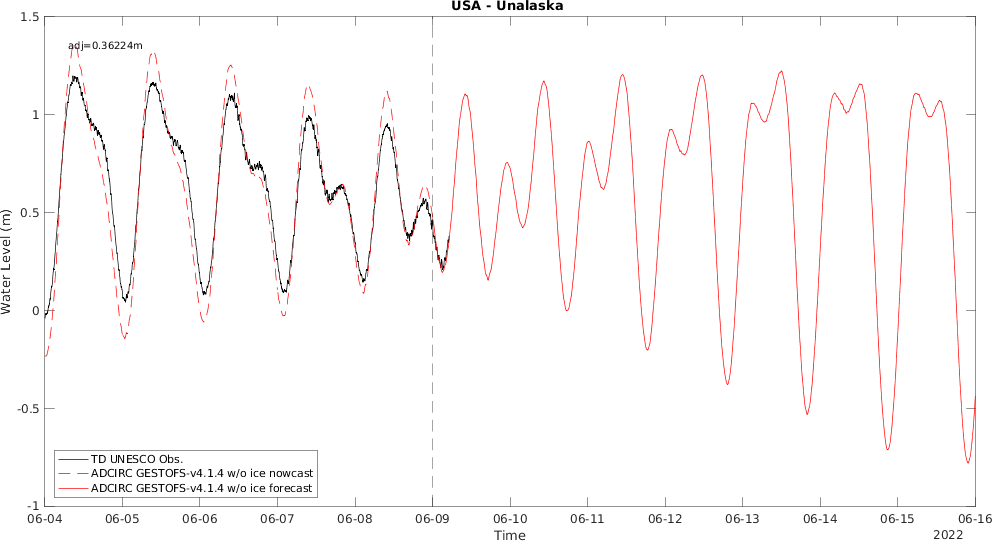 USA - Unalaska
adj=0.36224m
1.5
1
0.5
0
-0.5
-1
Water Level (m)
TD UNESCO Obs.
ADCIRC GESTOFS-v4.1.4 w/o ice nowcast
ADCIRC GESTOFS-v4.1.4 w/o ice forecast
06-04 06-05 06-06 06-07 06-08 06-09 06-10 06-11 06-12 06-13 06-14 06-15 06-16
Time
2022